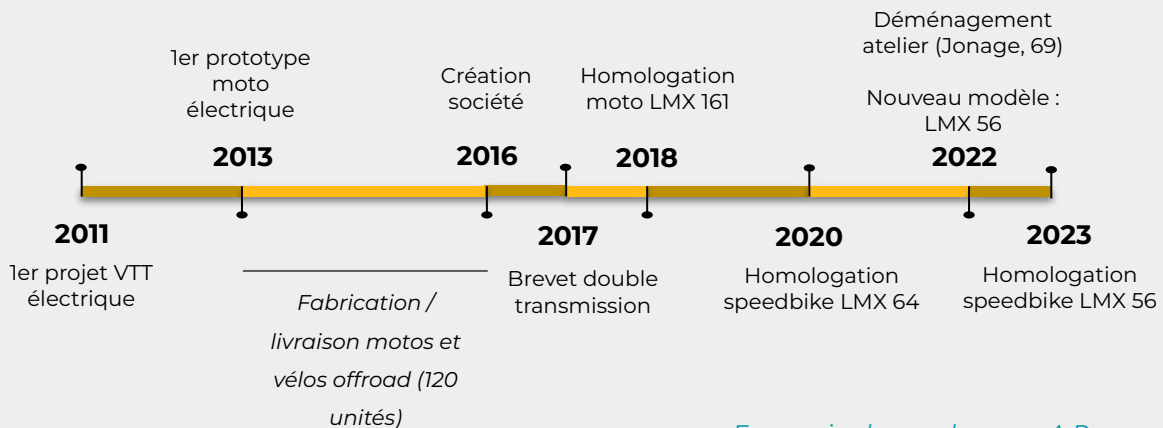 1er prototype
moto
électrique
2013
Création
société
2016
Homologation
moto LMX 161
2018
Déménagement
atelier (Jonage, 69)
Nouveau modèle :
LMX 56
2022
2011
1er projet VTT
électrique
Fabrication /
livraison motos et
vélos offroad (120
unités)
2017
Brevet double
transmission
2020
Homologation
speedbike LMX 64
2023
Homologation
speedbike LMX 56